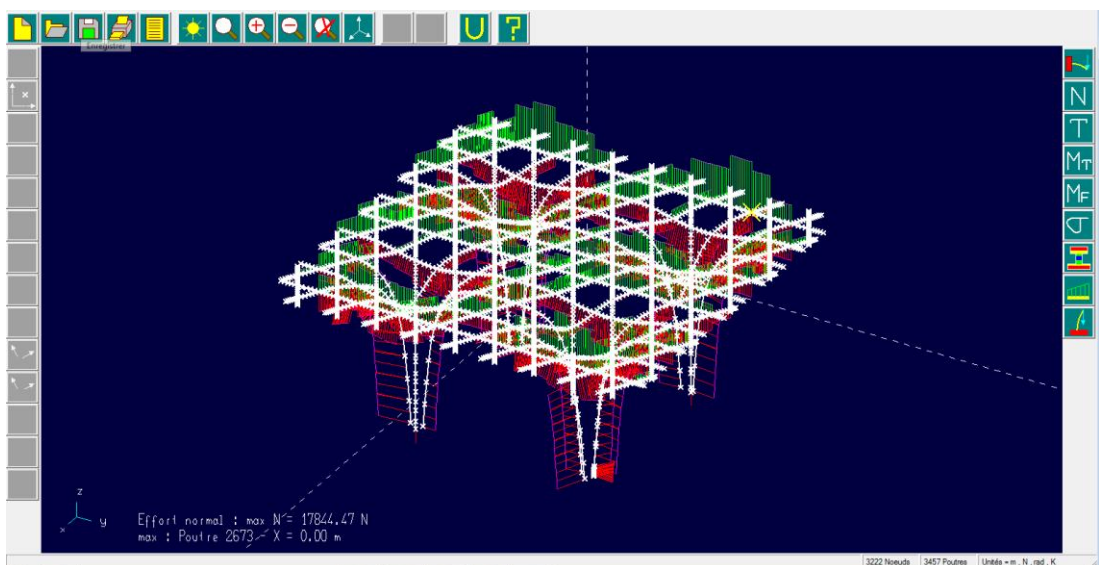 U ?
Enregistrer
N
T
MT
MF
σ
z
y
x
Effort normal : max N = 17844.47 N
max : Poutre 2673 - X = 0.00 m
3222 Noeuds 3457 Poutres Unités = m , N , rad , K